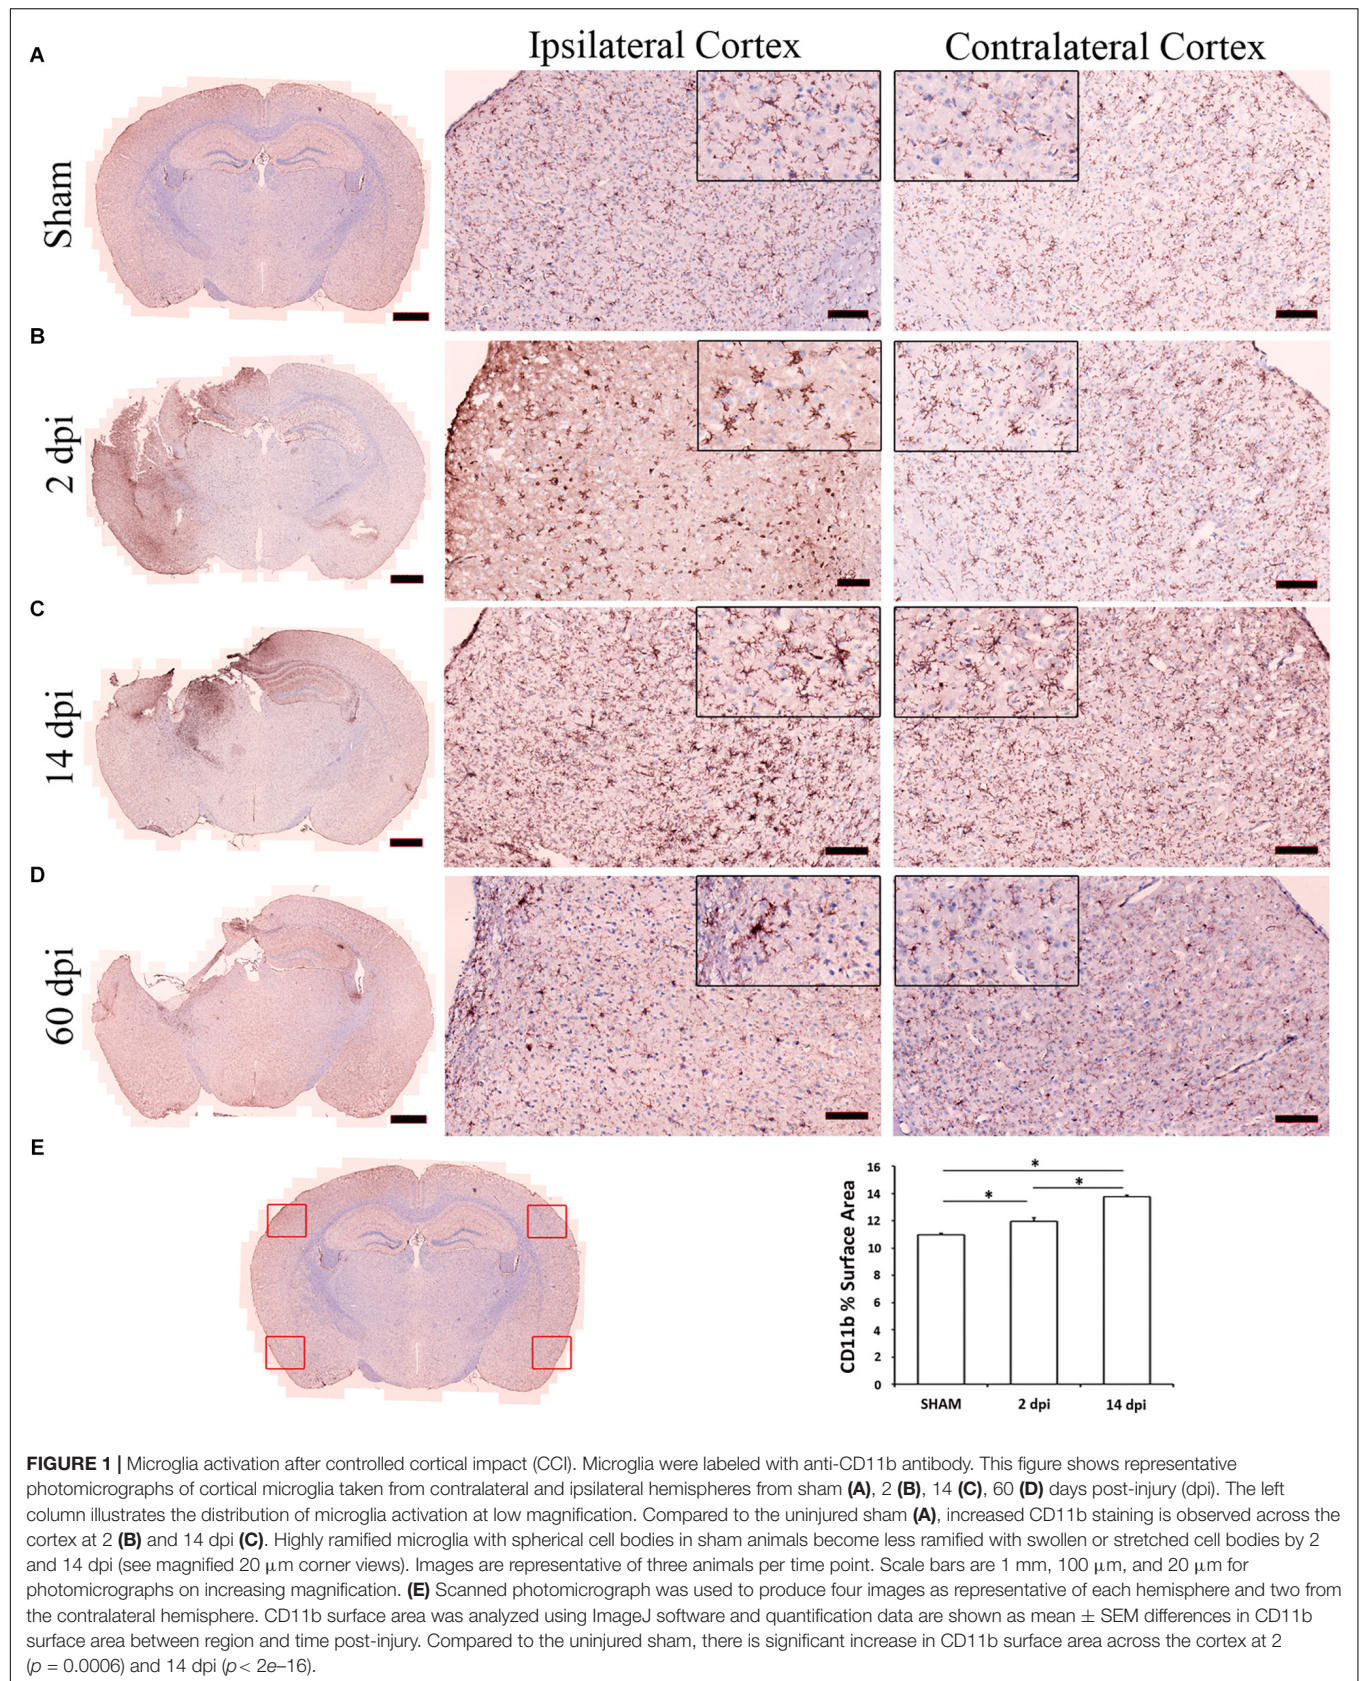 A
Ipsilateral Cortex
Contralateral Cortex
Sham
B
2 dpi
C
14 dpi
D
60 dpi
E
CD11b % Surface Area
16
14
12
10
8
6
4
2
0
*
*
*
SHAM
2 dpi
14 dpi
FIGURE 1 | Microglia activation after controlled cortical impact (CCI). Microglia were labeled with anti-CD11b antibody. This figure shows representative
photomicrographs of cortical microglia taken from contralateral and ipsilateral hemispheres from sham (A), 2 (B), 14 (C), 60 (D) days post-injury (dpi). The left
column illustrates the distribution of microglia activation at low magnification. Compared to the uninjured sham (A), increased CD11b staining is observed across the
cortex at 2 (B) and 14 dpi (C). Highly ramified microglia with spherical cell bodies in sham animals become less ramified with swollen or stretched cell bodies by 2
and 14 dpi (see magnified 20 μm corner views). Images are representative of three animals per time point. Scale bars are 1 mm, 100 μm, and 20 μm for
photomicrographs on increasing magnification. (E) Scanned photomicrograph was used to produce four images as representative of each hemisphere and two from
the contralateral hemisphere. CD11b surface area was analyzed using ImageJ software and quantification data are shown as mean ± SEM differences in CD11b
surface area between region and time post-injury. Compared to the uninjured sham, there is significant increase in CD11b surface area across the cortex at 2
(p = 0.0006) and 14 dpi (p< 2e–16).